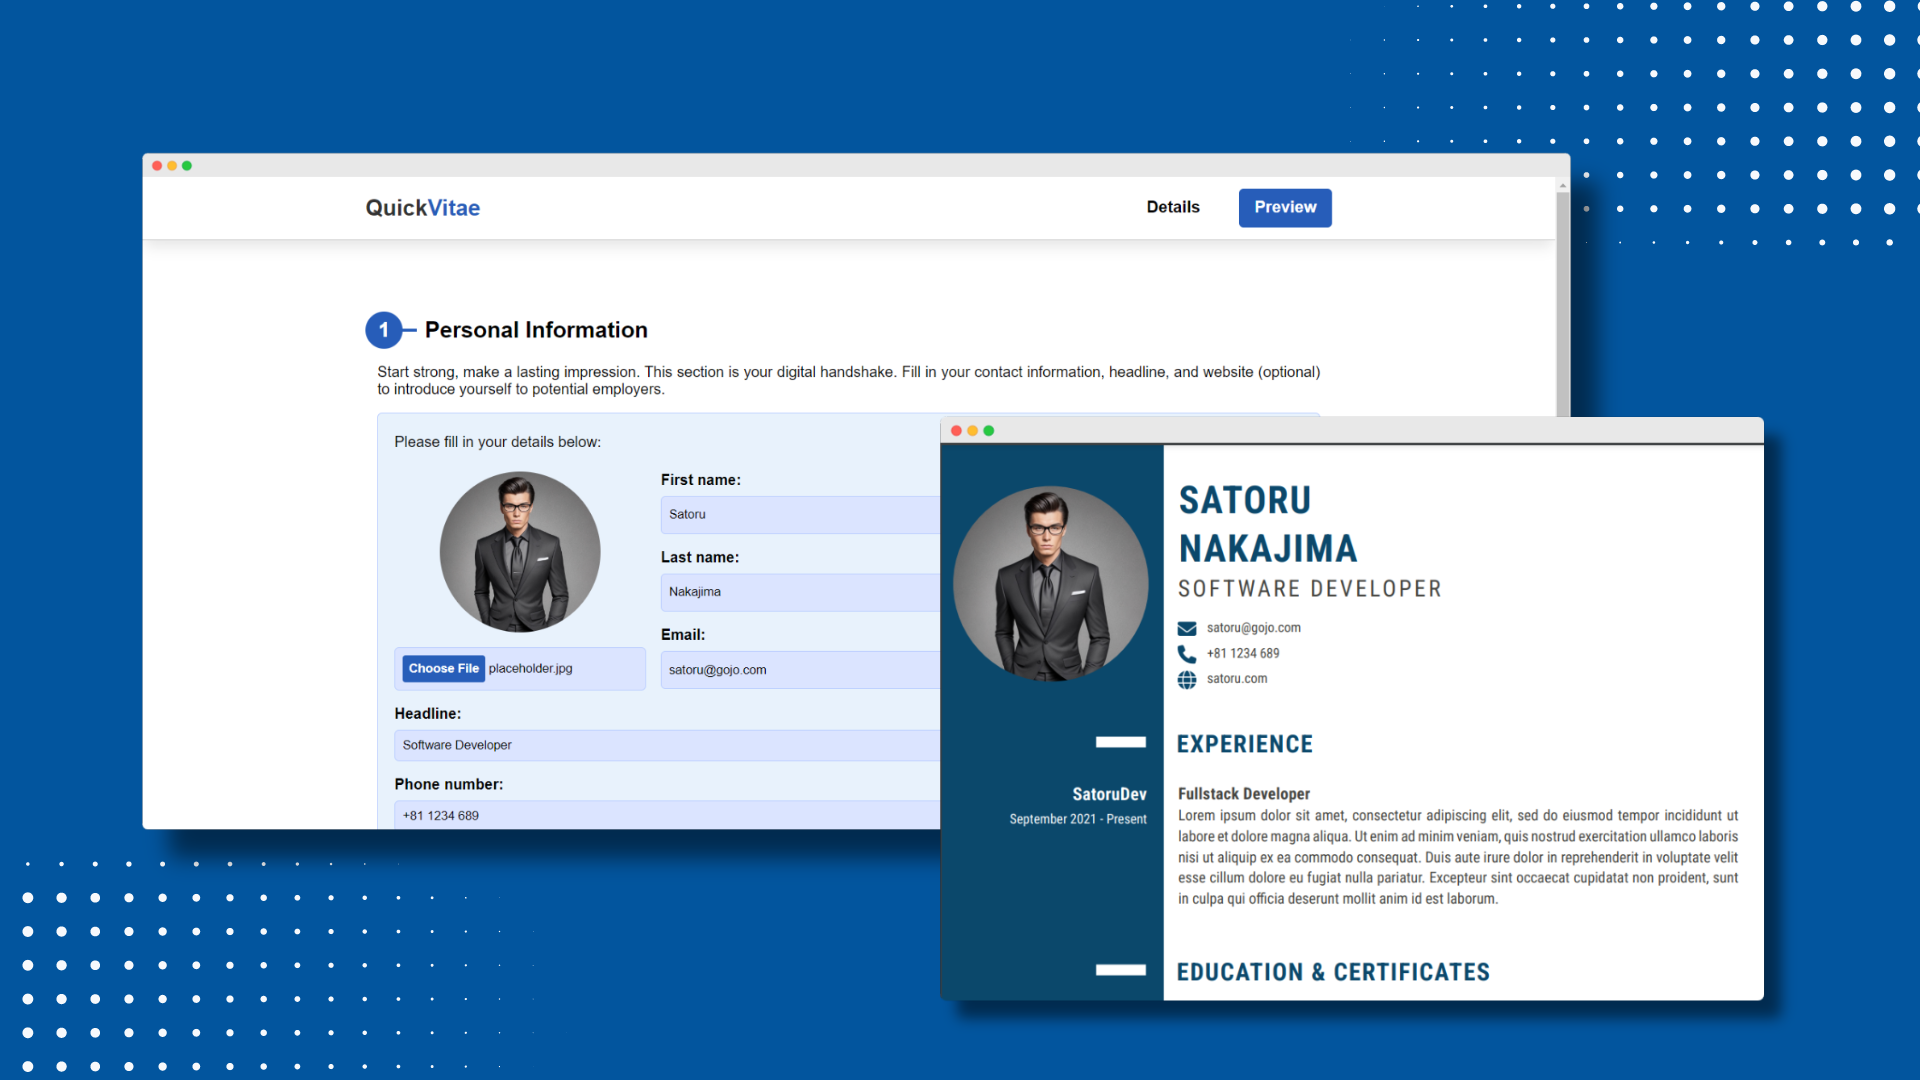 QuickVitae
Details
Preview
1
Personal Information
Start strong, make a lasting impression. This section is your digital handshake. Fill in your contact information, headline, and website (optional)
to introduce yourself to potential employers.
Please fill in your details below:
First name:
Satoru
Last name:
Nakajima
Email:
satoru@gojo.com
Choose File placeholder.jpg
Headline:
Software Developer
Phone number:
+81 1234 689
SATORU
NAKAJIMA
SOFTWARE DEVELOPER
satoru@gojo.com
+81 1234 689
satoru.com
EXPERIENCE
SatoruDev
September 2021 - Present
Fullstack Developer
Lorem ipsum dolor sit amet, consectetur adipiscing elit, sed do eiusmod tempor incididunt ut
labore et dolore magna aliqua. Ut enim ad minim veniam, quis nostrud exercitation ullamco laboris
nisi ut aliquip ex ea commodo consequat. Duis aute irure dolor in reprehenderit in voluptate velit
esse cillum dolore eu fugiat nulla pariatur. Excepteur sint occaecat cupidatat non proident, sunt
in culpa qui officia deserunt mollit anim id est laborum.
EDUCATION & CERTIFICATES